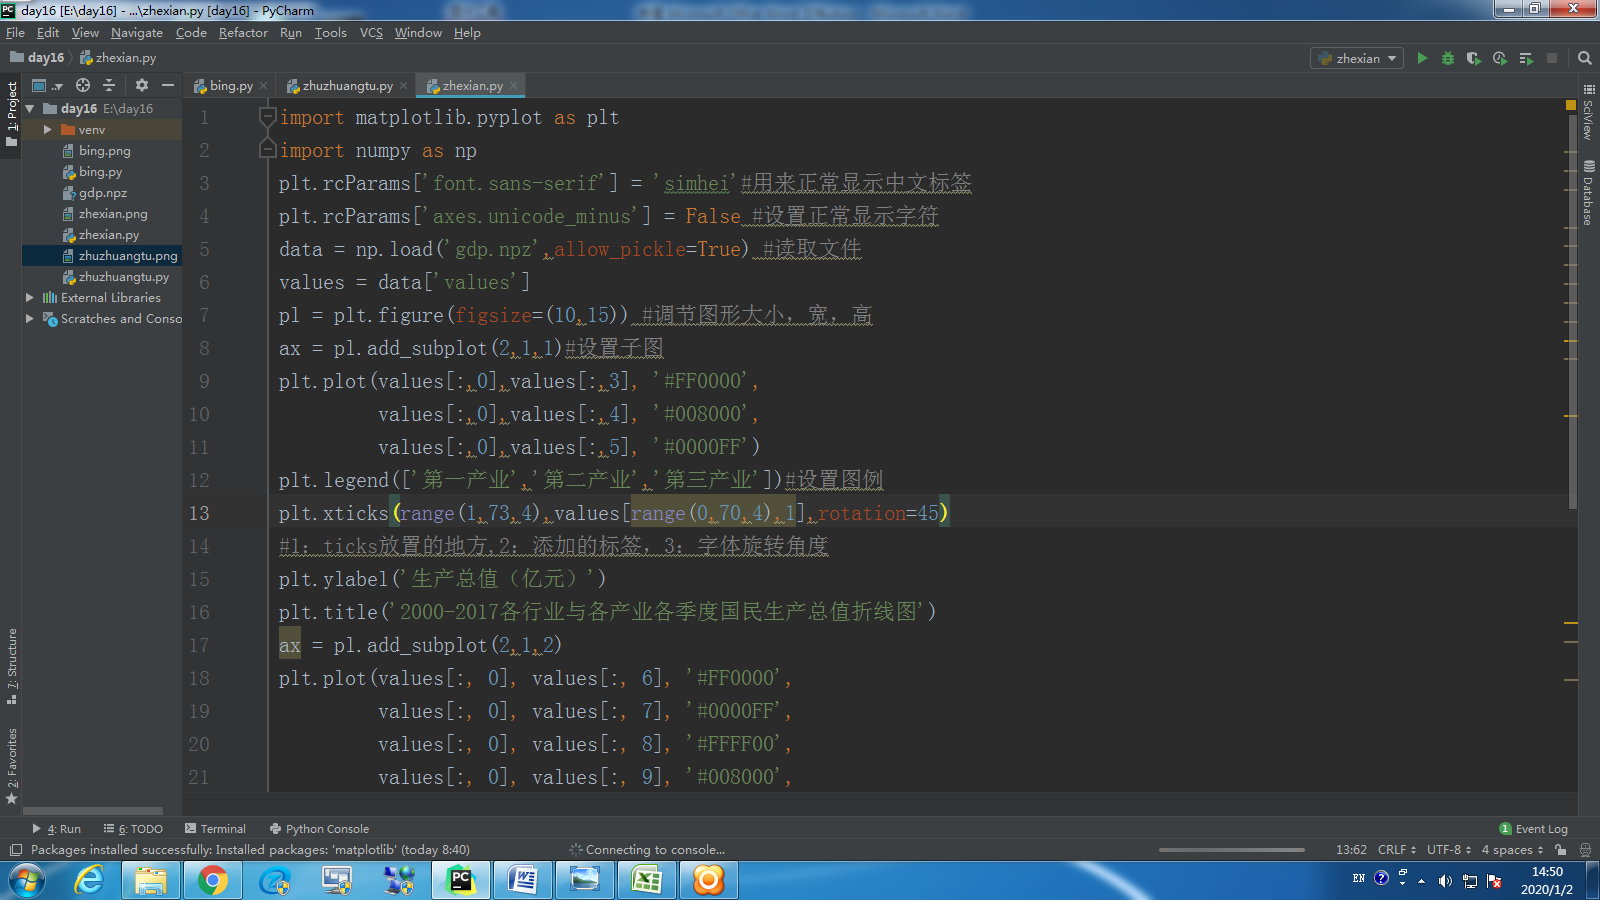 day16 [E:\day16] - ...\zhexian.py [day16] - PyCharm
File Edit View Navigate Code Refactor Run Tools VCS Window Help
day16 zhexian.py
zhexian
1: Project
bing.py zhuzhuangtu.py zhexian.py
day16 E:\day16
venv
bing.png
bing.py
gdp.npz
zhexian.png
zhexian.py
zhuzhuangtu.png
zhuzhuangtu.py
External Libraries
Scratches and Conso
1 import matplotlib.pyplot as plt
2 import numpy as np
3 plt.rcParams['font.sans-serif'] = 'simhei'#用来正常显示中文标签
4 plt.rcParams['axes.unicode_minus'] = False #设置正常显示字符
5 data = np.load('gdp.npz',allow_pickle=True) #读取文件
6 values = data['values']
7 pl = plt.figure(figsize=(10,15)) #调节图形大小，宽，高
8 ax = pl.add_subplot(2,1,1)#设置子图
9 plt.plot(values[:,0],values[:,3], '#FF0000',
10 values[:,0],values[:,4], '#008000',
11 values[:,0],values[:,5], '#0000FF')
12 plt.legend(['第一产业','第二产业','第三产业'])#设置图例
13 plt.xticks(range(1,73,4),values[range(0,70,4),1],rotation=45)
14 #1：ticks放置的地方,2：添加的标签，3：字体旋转角度
15 plt.ylabel('生产总值（亿元）')
16 plt.title('2000-2017各行业与各产业各季度国民生产总值折线图')
17 ax = pl.add_subplot(2,1,2)
18 plt.plot(values[:, 0], values[:, 6], '#FF0000',
19 values[:, 0], values[:, 7], '#0000FF',
20 values[:, 0], values[:, 8], '#FFFF00',
21 values[:, 0], values[:, 9], '#008000',
SciView
Database
7: Structure
2: Favorites
4: Run 6: TODO Terminal Python Console
1 Event Log
Packages installed successfully: Installed packages: 'matplotlib' (today 8:40)
Connecting to console...
13:62 CRLF UTF-8 4 spaces
EN
14:50
2020/1/2